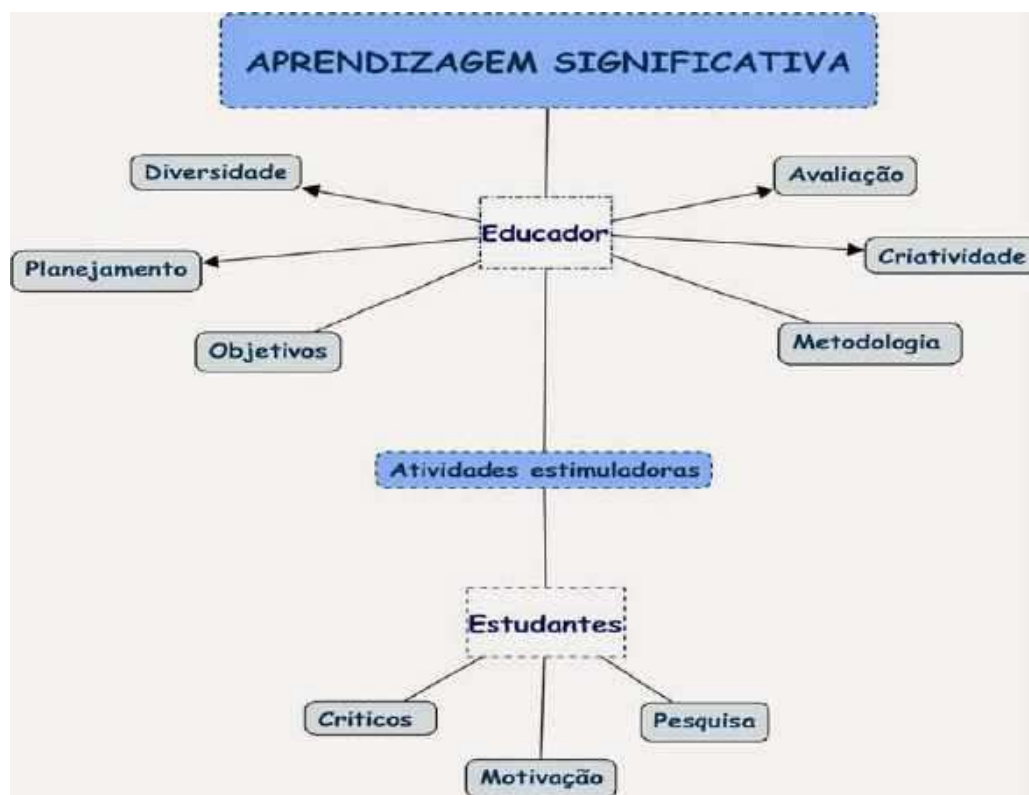 APRENDIZAGEM SIGNIFICATIVA
Diversidade
Avaliação
Educador
Planejamento
Criatividade
Objetivos
Metodologia
Atividades estimuladoras
Estudantes
Críticos
Pesquisa
Motivação